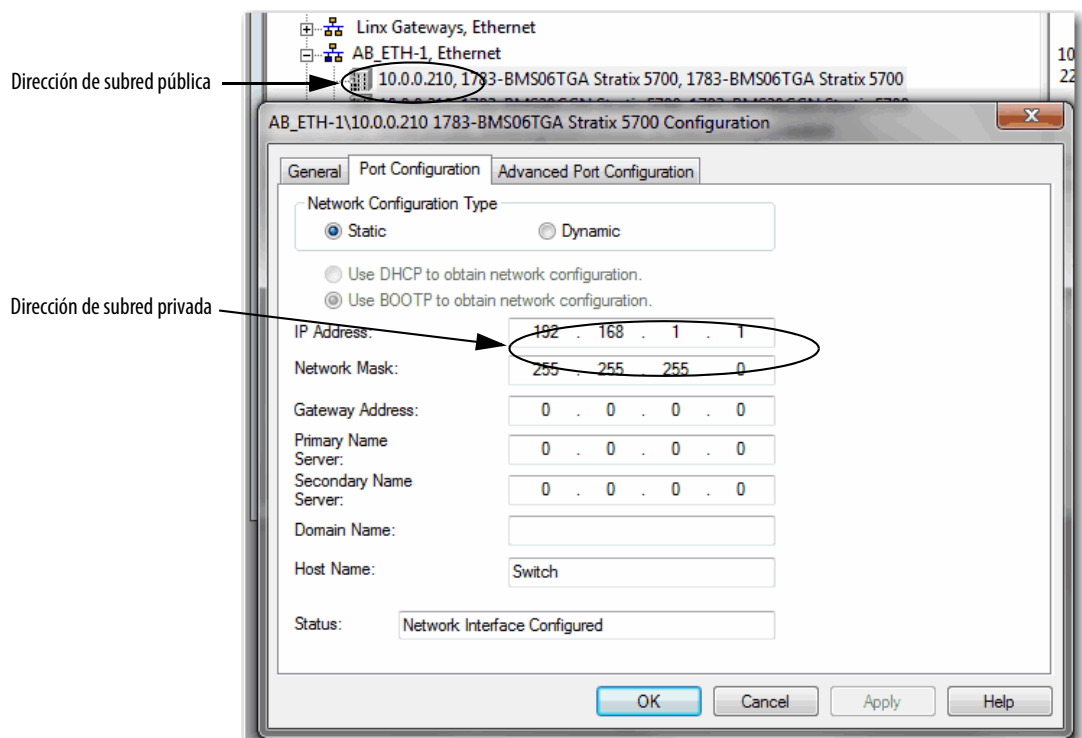 Linx Gateways, Ethernet
AB_ETH-1, Ethernet
10
Dirección de subred pública
10.0.0.210, 1783-BMS06TGA Stratix 5700, 1783-BMS06TGA Stratix 5700
22
AB_ETH-1\10.0.0.210 1783-BMS06TGA Stratix 5700 Configuration
General Port Configuration Advanced Port Configuration
Network Configuration Type
Static Dynamic
Use DHCP to obtain network configuration.
Use BOOTP to obtain network configuration.
Dirección de subred privada
IP Address: 192 . 168 . 1 . 1
Network Mask: 255 . 255 . 255 . 0
Gateway Address: 0 . 0 . 0 . 0
Primary Name
Server: 0 . 0 . 0 . 0
Secondary Name
Server: 0 . 0 . 0 . 0
Domain Name:
Host Name: Switch
Status: Network Interface Configured
OK Cancel Apply Help